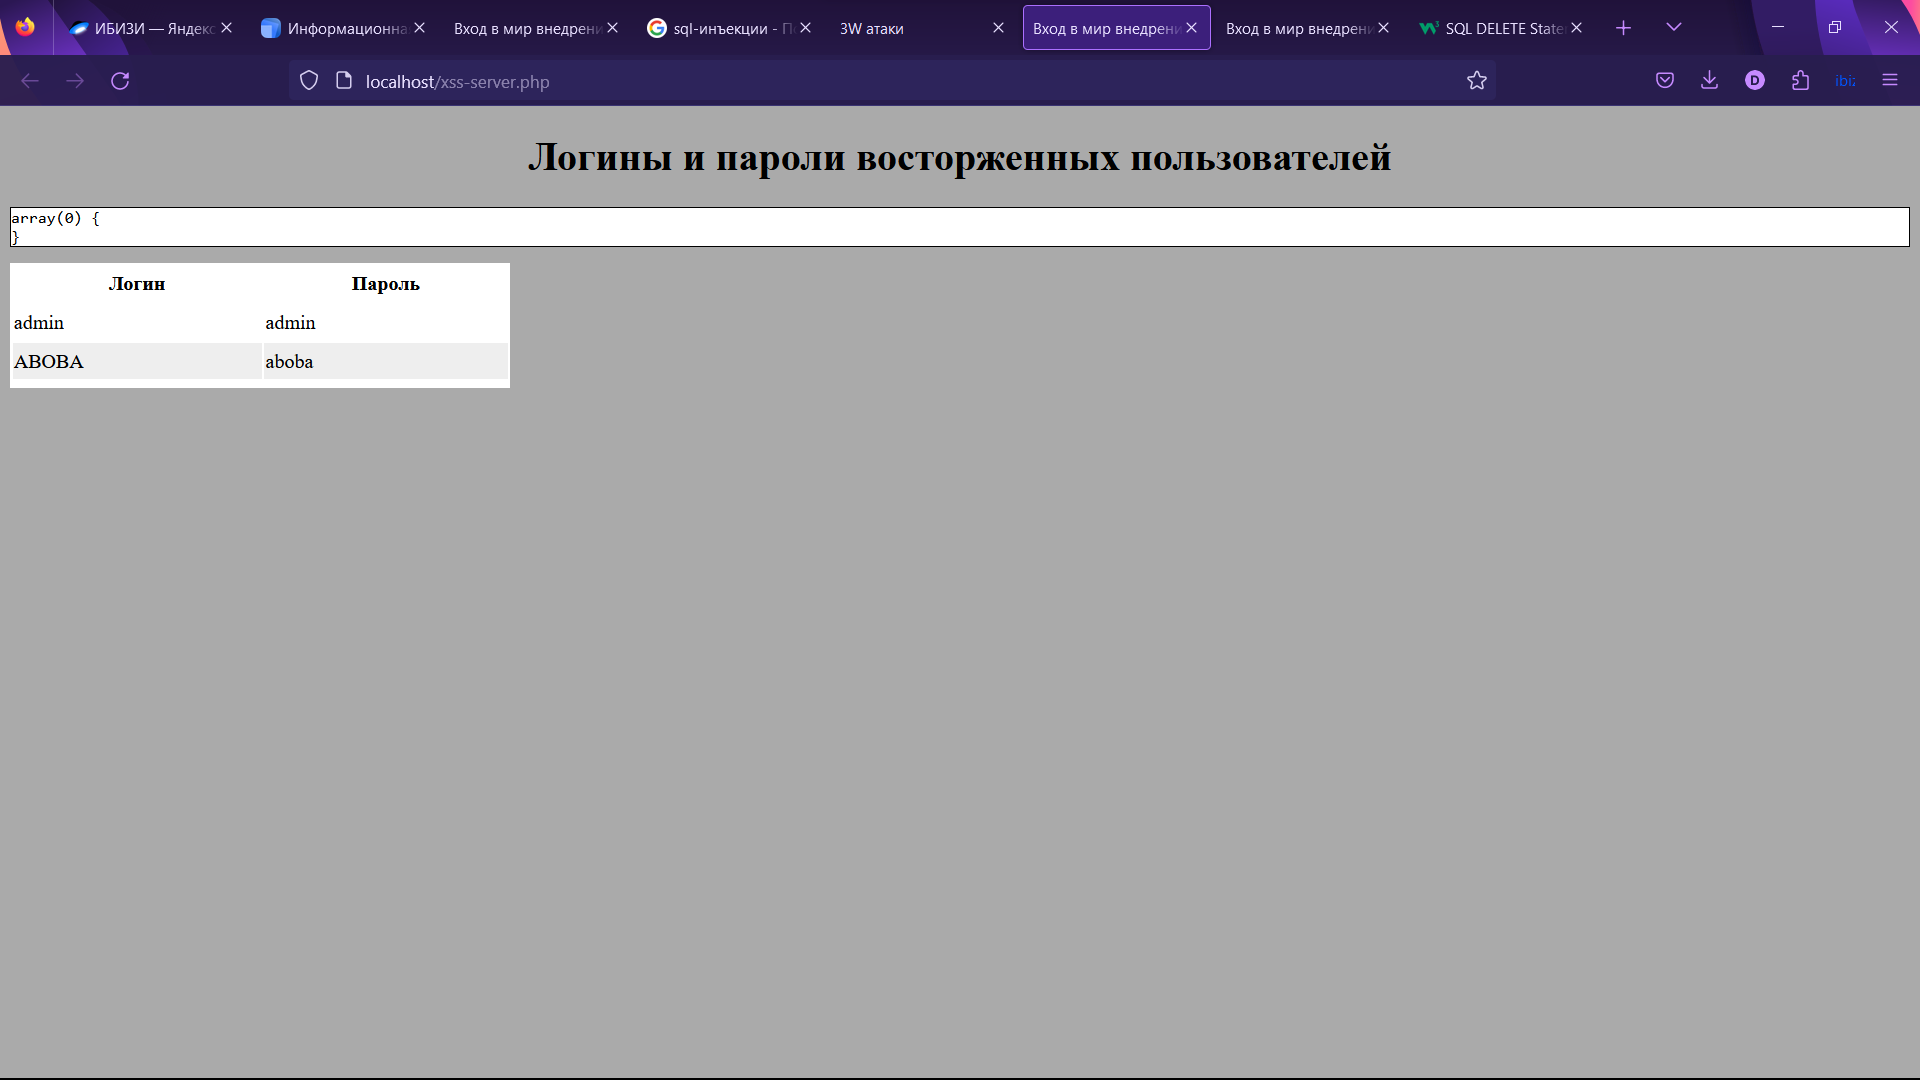 ИБИЗИ — Яндекс
Информационна
Вход в мир внедрени
sql-инъекции - П
3W атаки
Вход в мир внедрени
Вход в мир внедрени
SQL DELETE State
localhost/xss-server.php
D
ibiz
Логины и пароли восторженных пользователей
array(0) {
}
Логин Пароль
admin admin
ABOBA aboba